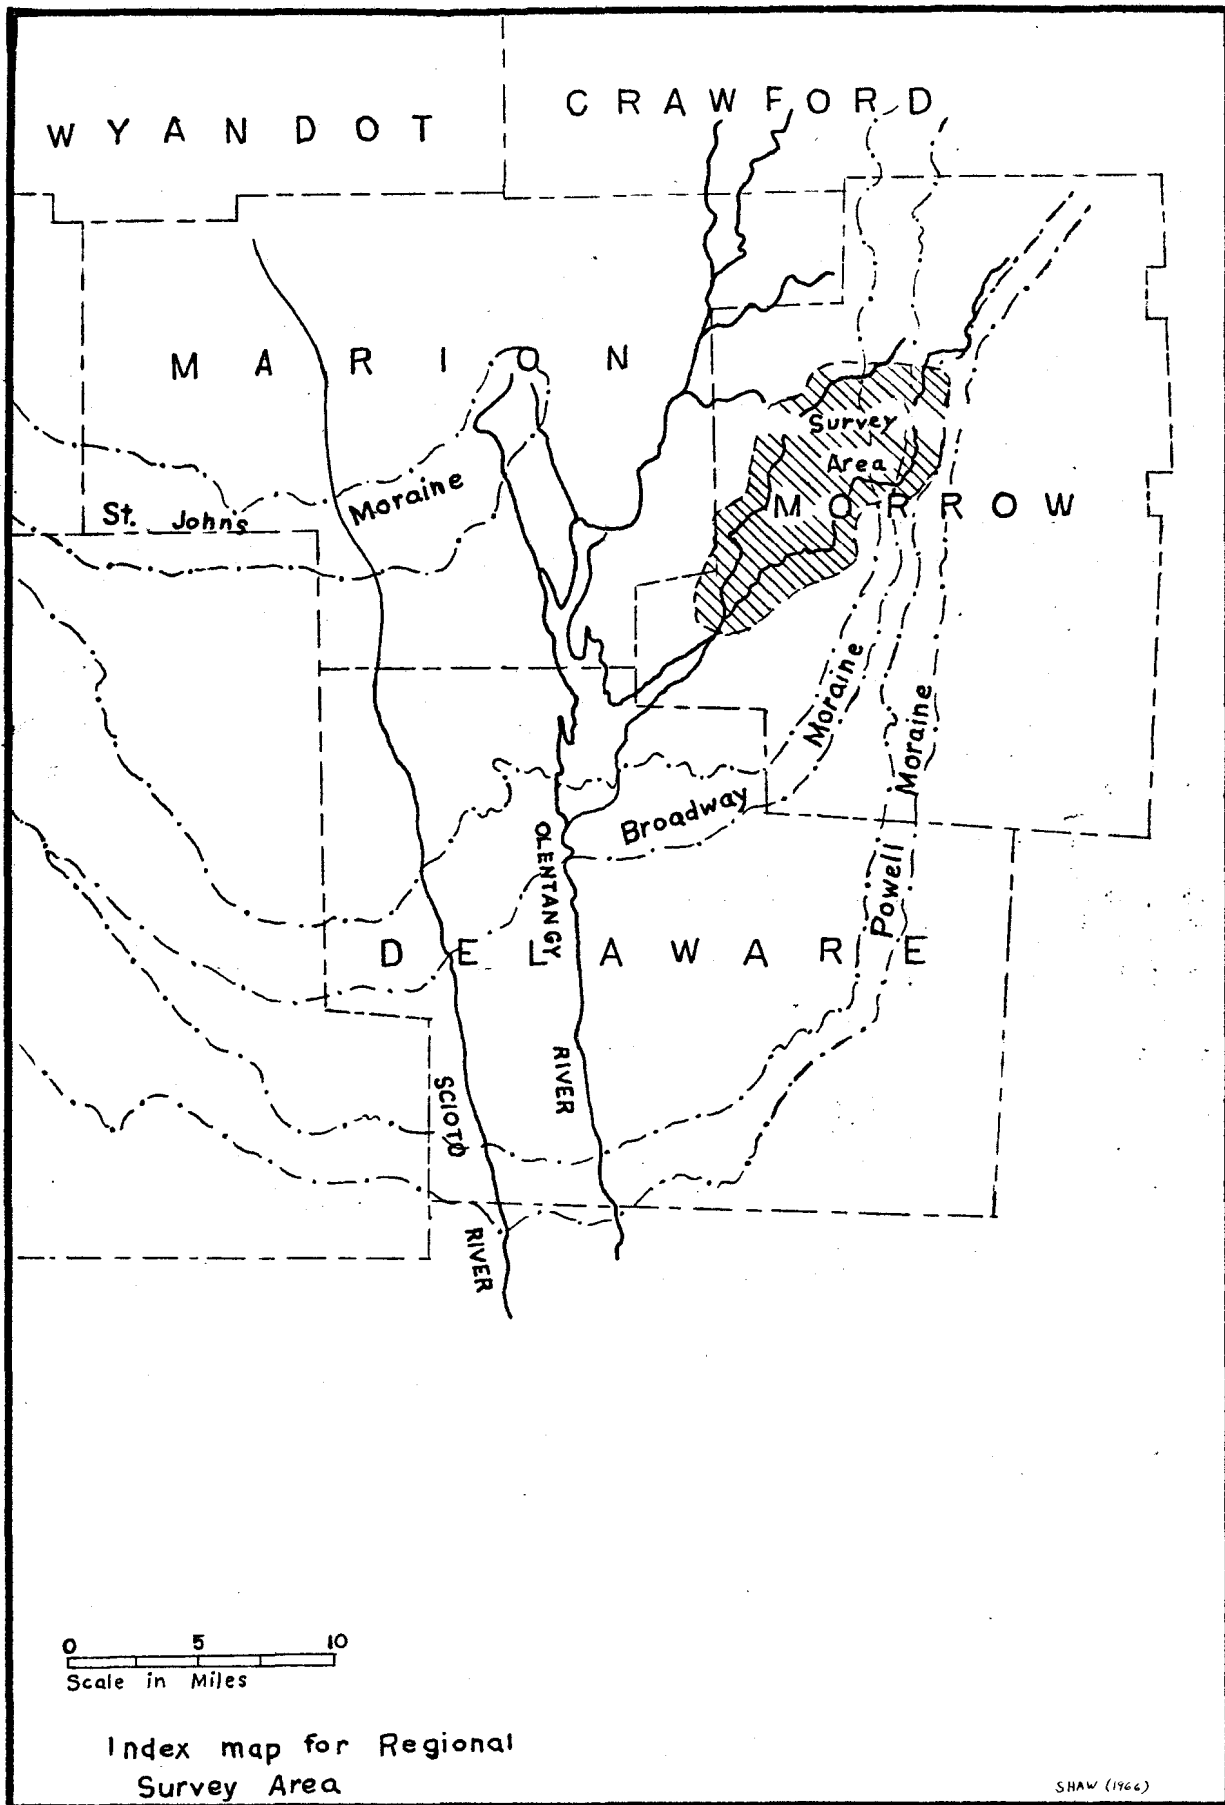 CRAWFORD
WYANDOT
MARION
Survey
Area
St. Johns Moraine
MORROW
Moraine
Moraine
Broadway
OLENTANGY
Powell
DELAWARE
RIVER
SCIOTO
RIVER
0 5 10
Scale in Miles
Index map for Regional
Survey Area
SHAW (1966)